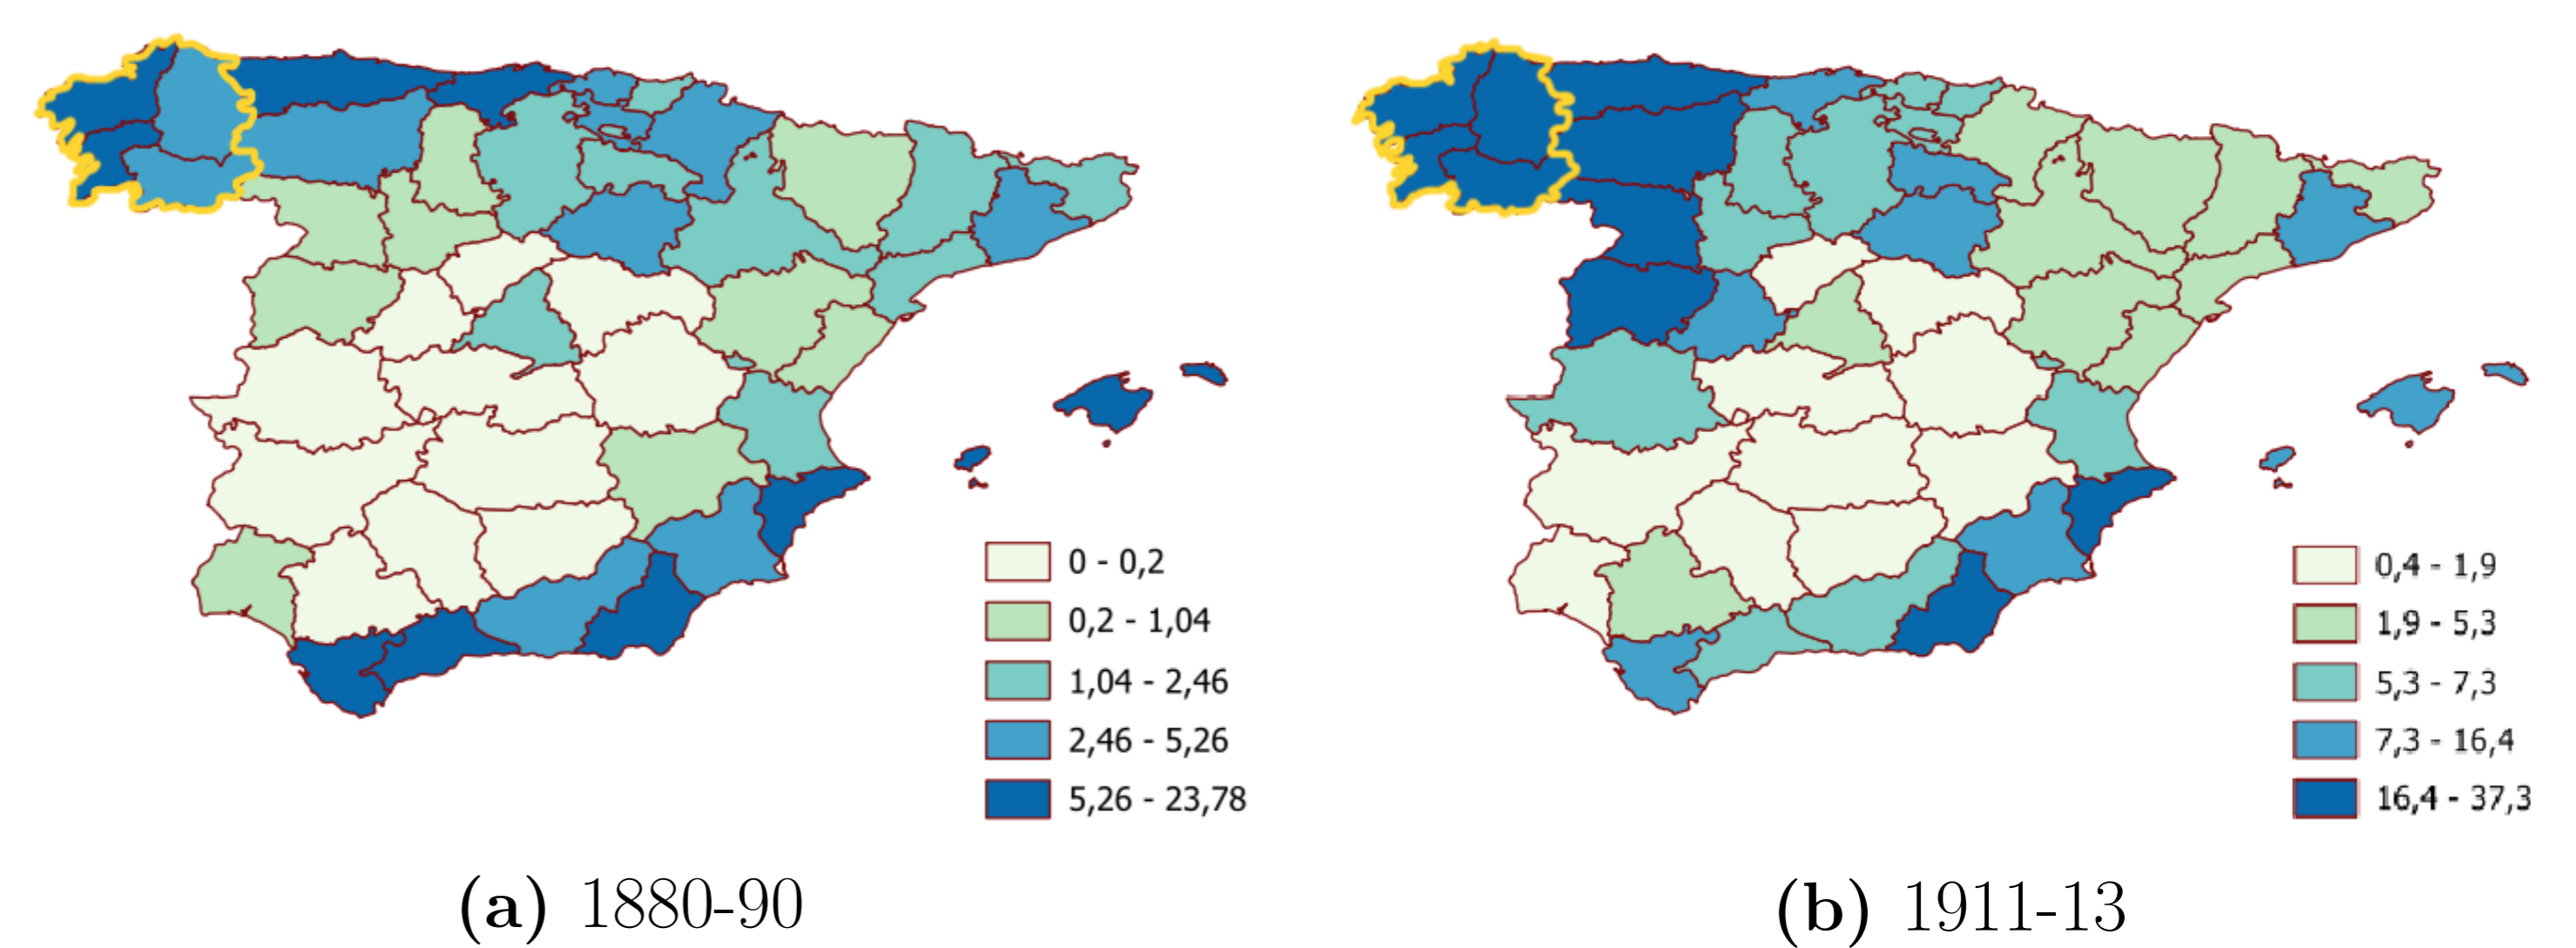 0 - 0,2
0,2 - 1,04
1,04 - 2,46
2,46 - 5,26
5,26 - 23,78
(a) 1880-90
0,4 - 1,9
1,9 - 5,3
5,3 - 7,3
7,3 - 16,4
16,4 - 37,3
(b) 1911-13